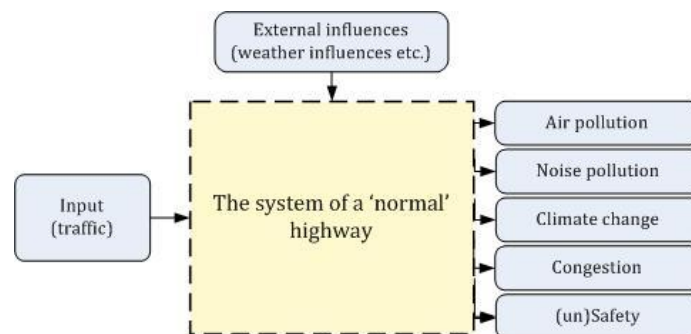 External influences
(weather influences etc.)
Air pollution
Noise pollution
Input
(traffic)
The system of a ‘normal’
highway
Climate change
Congestion
(un)Safety